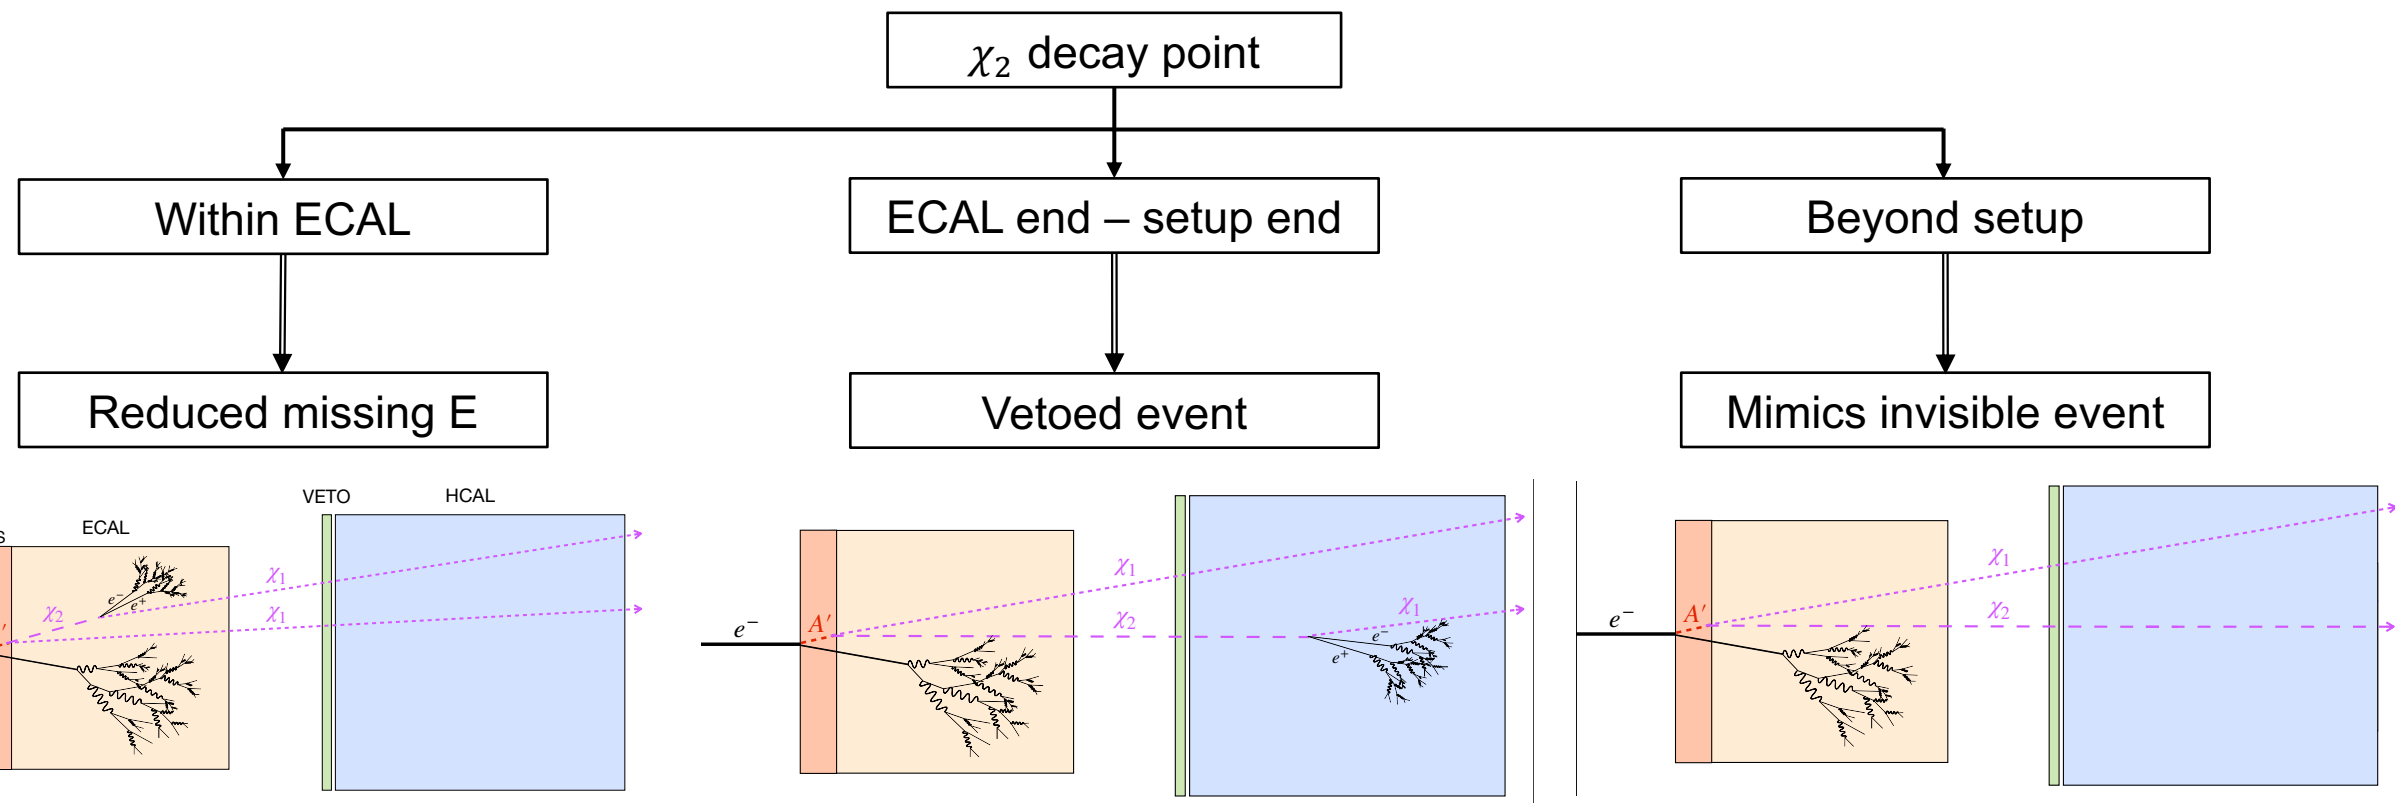 χ₂ decay point
Within ECAL
ECAL end – setup end
Beyond setup
Reduced missing E
Vetoed event
Mimics invisible event
VETO
HCAL
S
ECAL
χ₁
e⁻
e⁺
χ₂
χ₁
′
χ₁
χ₂
χ₁
A′
e⁻
e⁻
e⁺
χ₁
χ₂
A′
e⁻